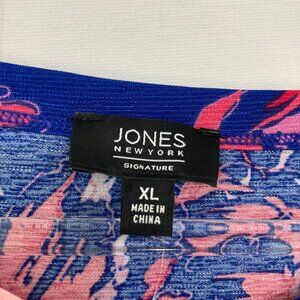 JONES
NEW YORK
SIGNATURE
XL
MADE IN
CHINA